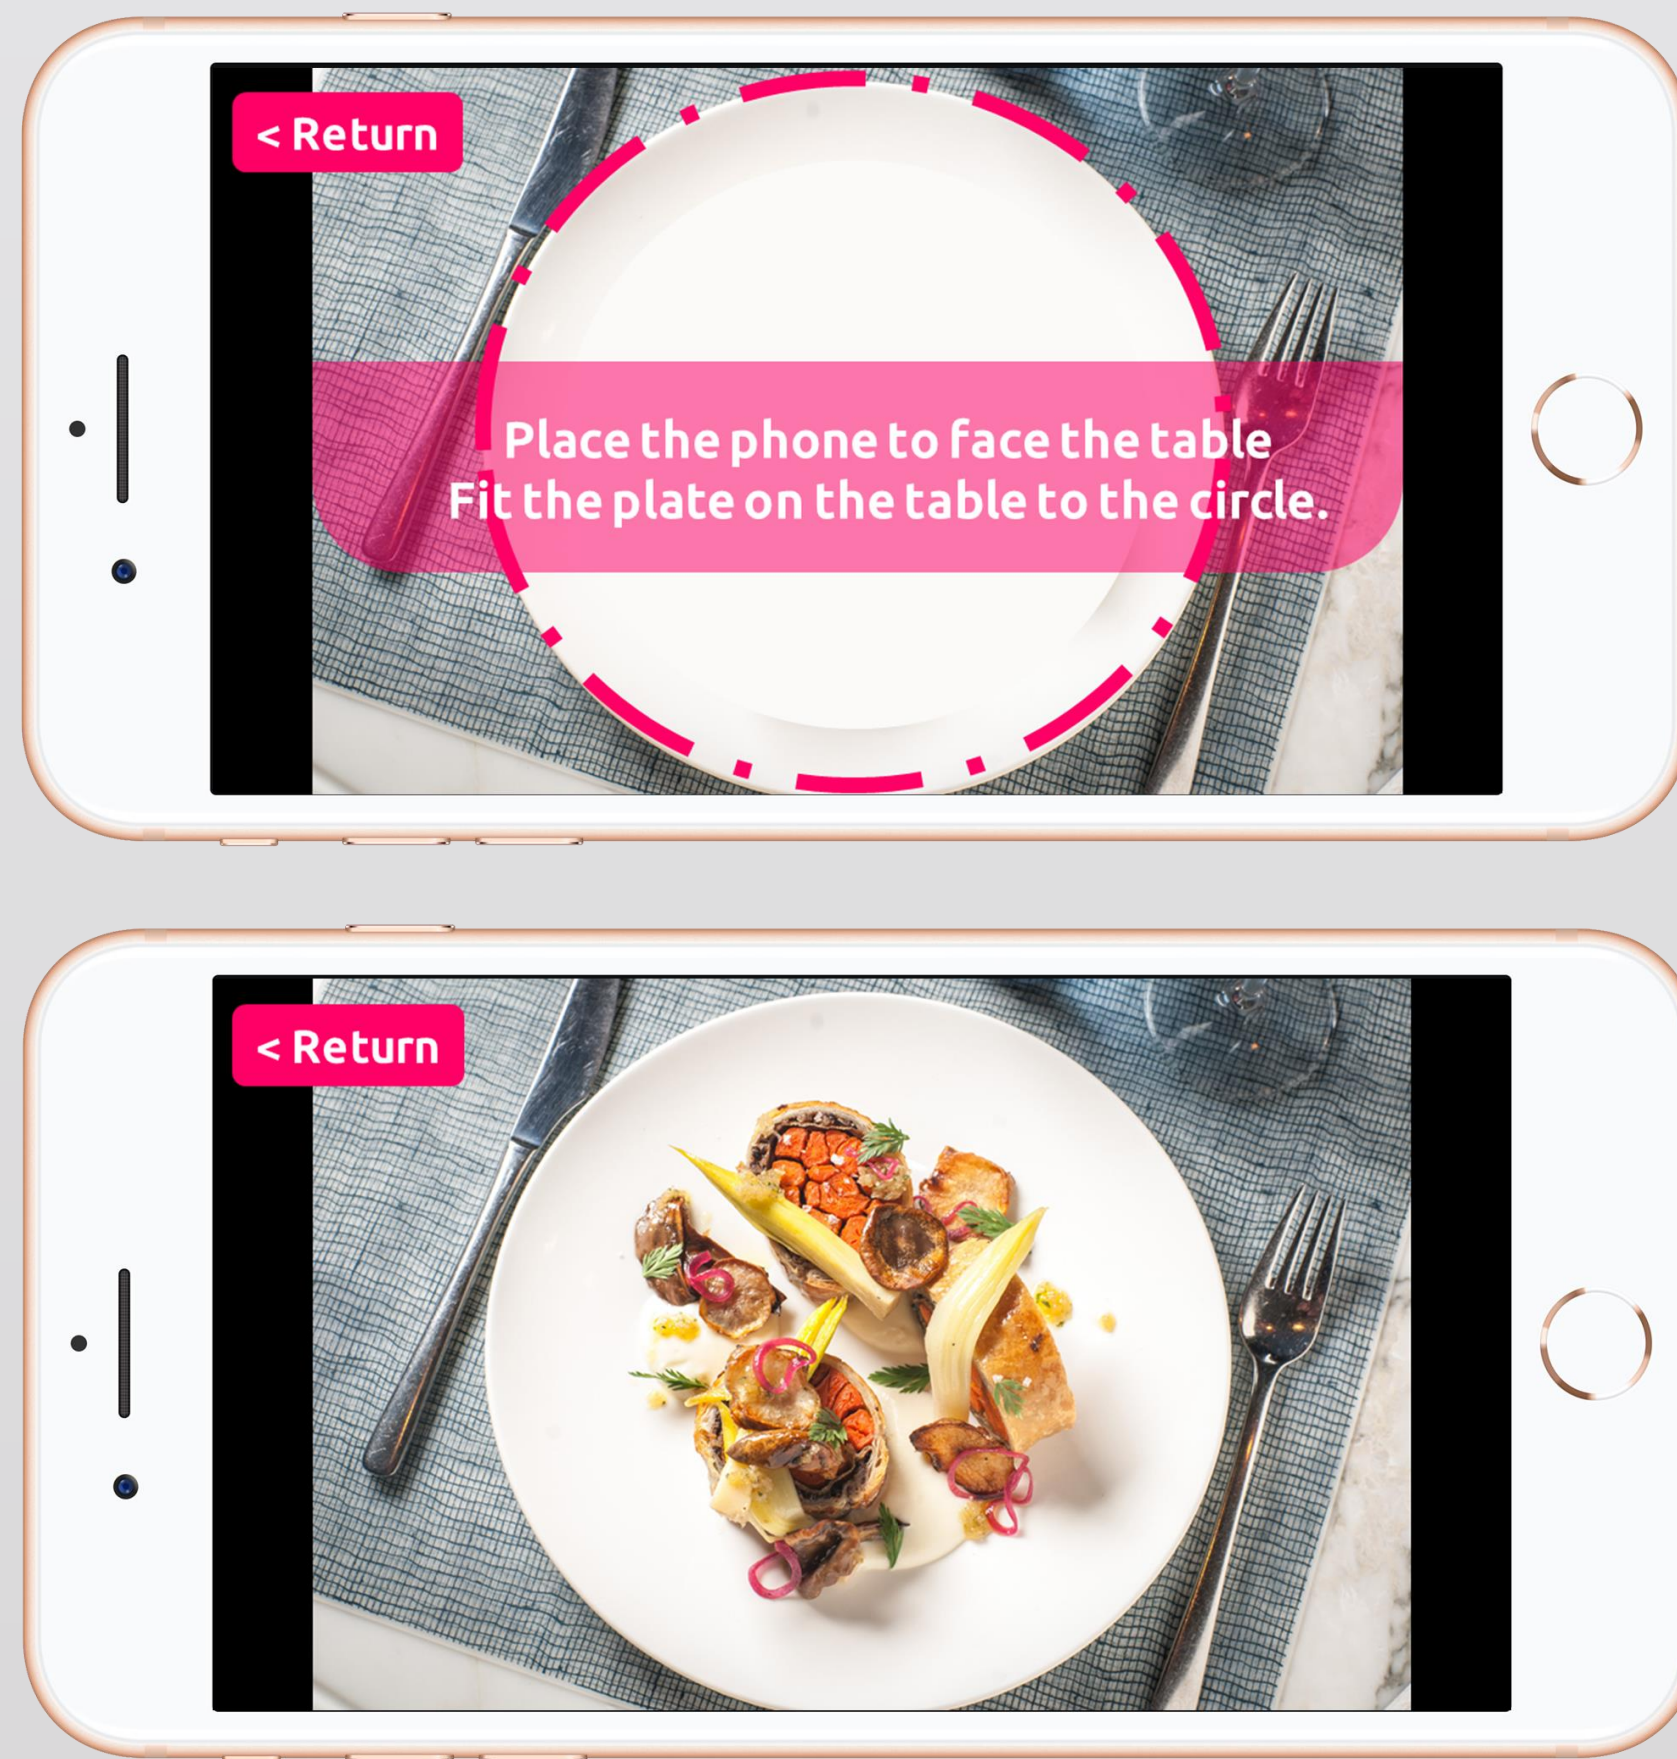 < Return
Place the phone to face the table
Fit the plate on the table to the circle.
< Return